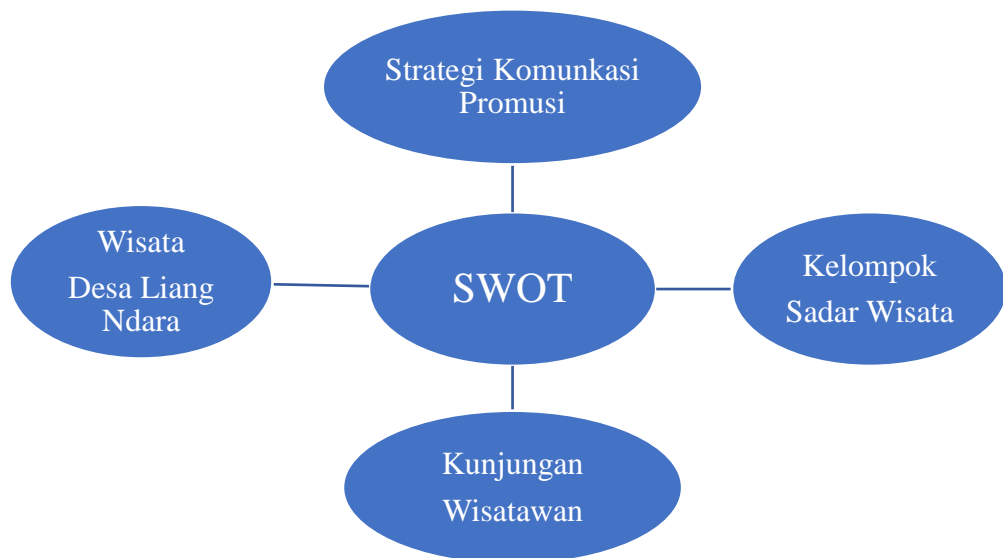 Strategi Komunkasi
Promusi
Wisata
Desa Liang
Ndara
SWOT
Kelompok
Sadar Wisata
Kunjungan
Wisatawan